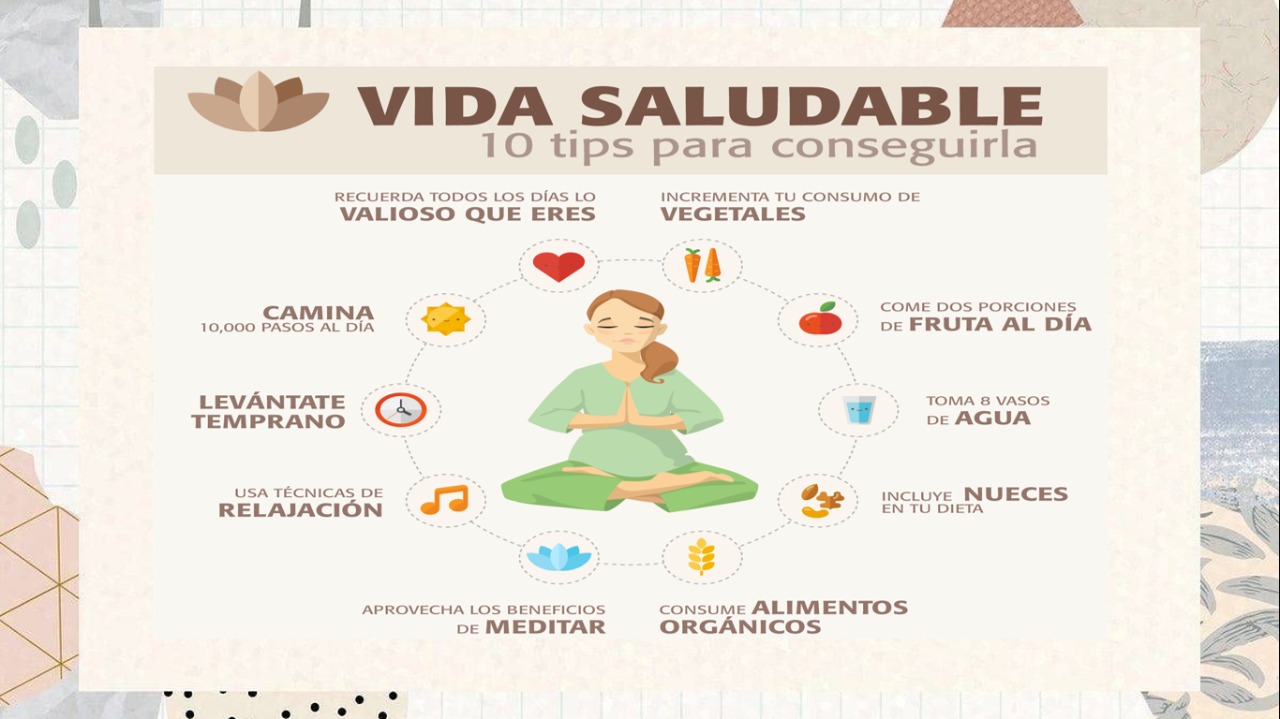 VIDA SALUDABLE
10 tips para conseguirla
RECUERDA TODOS LOS DÍAS LO
VALIOSO QUE ERES
INCREMENTA TU CONSUMO DE
VEGETALES
CAMINA
10,000 PASOS AL DÍA
COME DOS PORCIONES
DE FRUTA AL DÍA
LEVÁNTATE
TEMPRANO
TOMA 8 VASOS
DE AGUA
USA TÉCNICAS DE
RELAJACIÓN
INCLUYE NUECES
EN TU DIETA
APROVECHA LOS BENEFICIOS
DE MEDITAR
CONSUME ALIMENTOS
ORGÁNICOS